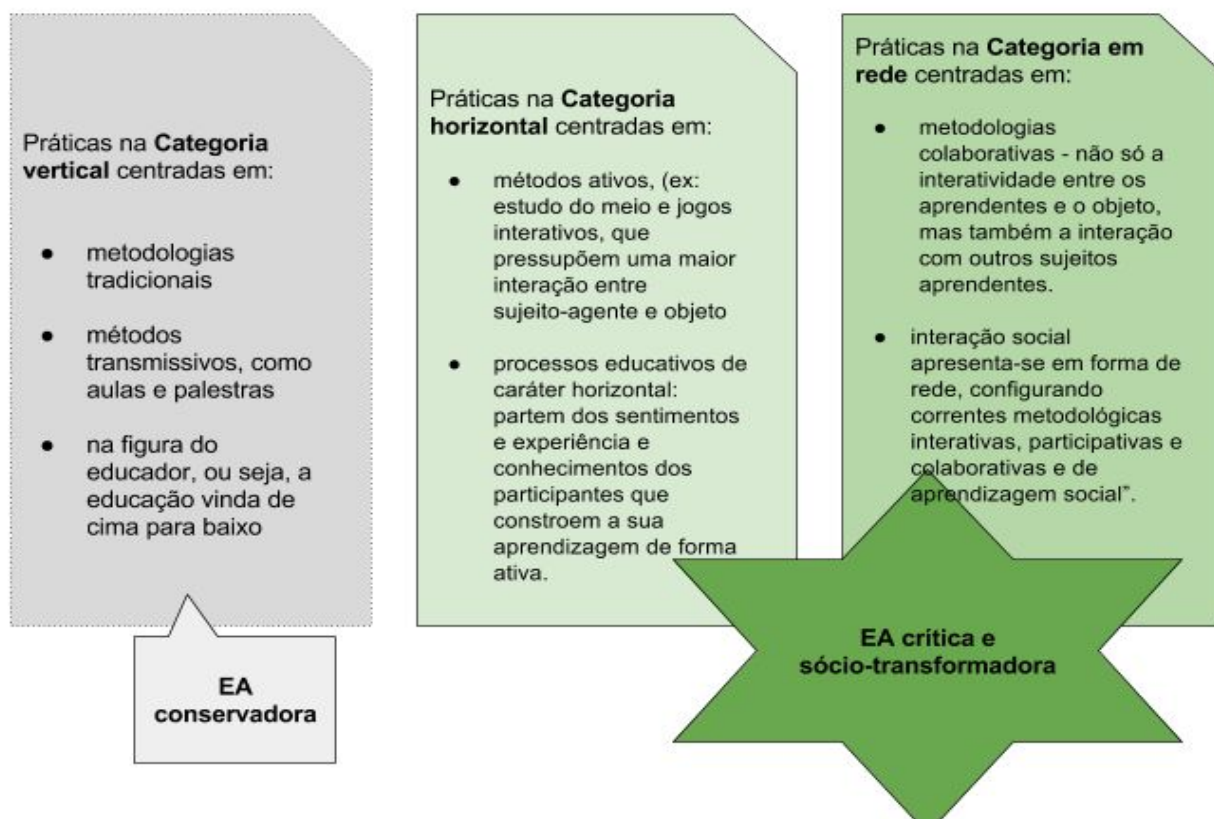 Práticas na Categoria
vertical centradas em:
● metodologias
tradicionais
● métodos
transmissivos, como
aulas e palestras
● na figura do
educador, ou seja, a
educação vinda de
cima para baixo
EA
conservadora
Práticas na Categoria
horizontal centradas em:
● métodos ativos, (ex:
estudo do meio e jogos
interativos, que
pressupõem uma maior
interação entre
sujeito-agente e objeto
● processos educativos de
caráter horizontal:
partem dos sentimentos
e experiência e
conhecimentos dos
participantes que
constroem a sua
aprendizagem de forma
ativa.
Práticas na Categoria em
rede centradas em:
● metodologias
colaborativas - não só a
interatividade entre os
aprendentes e o objeto,
mas também a interação
com outros sujeitos
aprendentes.
● interação social
apresenta-se em forma de
rede, configurando
correntes metodológicas
interativas, participativas e
colaborativas e de
aprendizagem social”.
EA crítica e
sócio-transformadora